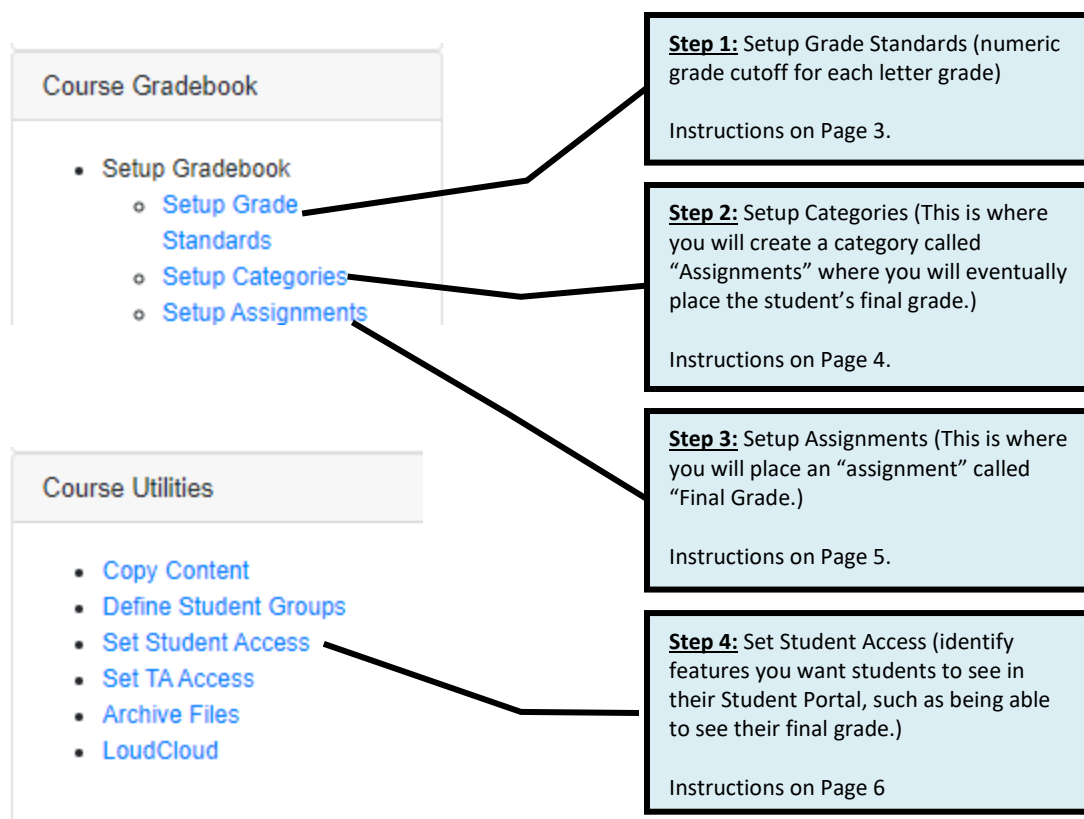 Course Gradebook
• Setup Gradebook
o Setup Grade
Standards
o Setup Categories
o Setup Assignments
Course Utilities
• Copy Content
• Define Student Groups
• Set Student Access
• Set TA Access
• Archive Files
• LoudCloud
Step 1: Setup Grade Standards (numeric
grade cutoff for each letter grade)
Instructions on Page 3.
Step 2: Setup Categories (This is where
you will create a category called
“Assignments” where you will eventually
place the student’s final grade.)
Instructions on Page 4.
Step 3: Setup Assignments (This is where
you will place an “assignment” called
“Final Grade.)
Instructions on Page 5.
Step 4: Set Student Access (identify
features you want students to see in
their Student Portal, such as being able
to see their final grade.)
Instructions on Page 6